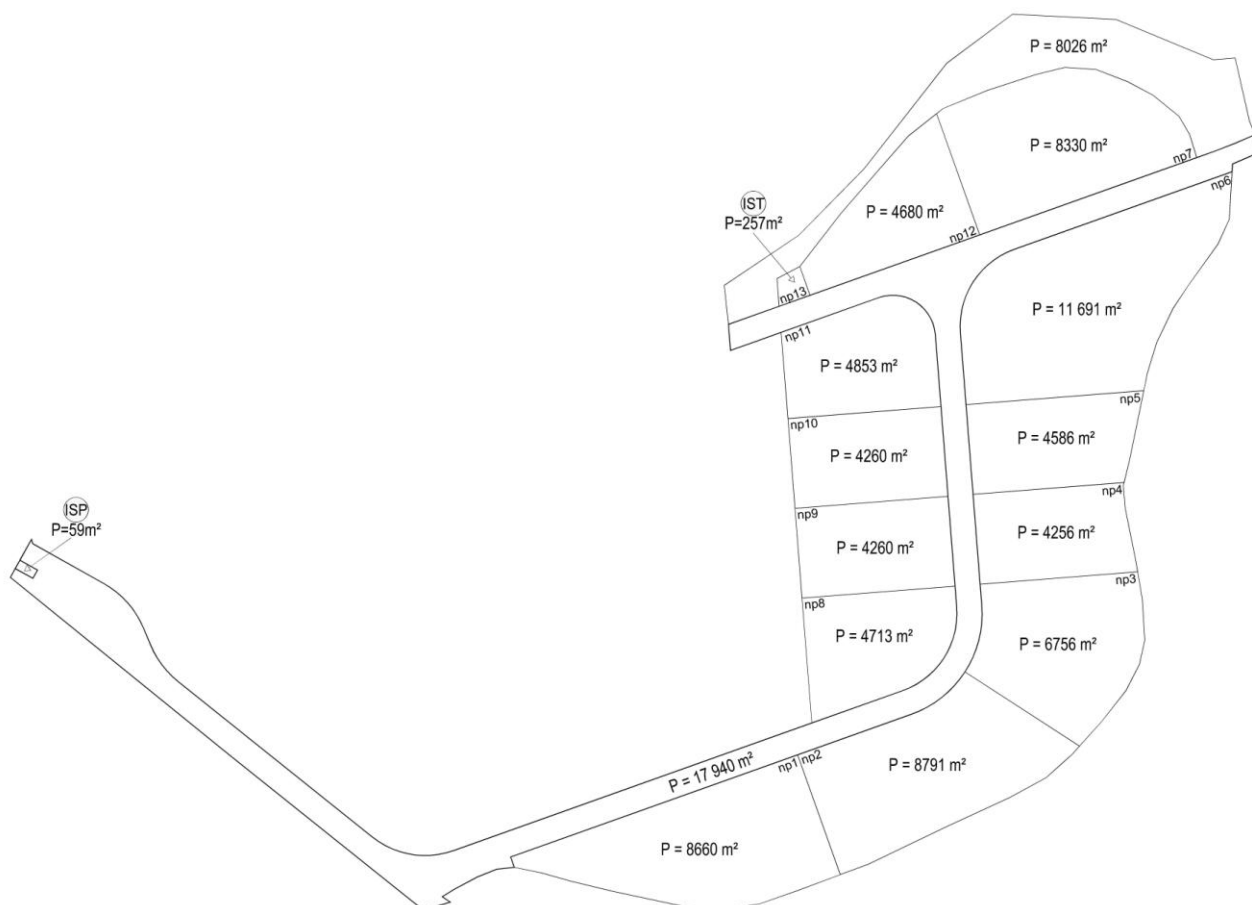 P = 8026 m²
P = 8330 m²
np7
np6
IST
P=257m²
P = 4680 m²
np12
np13
np11
P = 11 691 m²
P = 4853 m²
np5
np10
P = 4586 m²
P = 4260 m²
np4
np9
P = 4256 m²
P = 4260 m²
ISP
P=59m²
np3
np8
P = 4713 m²
P = 6756 m²
P = 17 940 m²
np1
np2
P = 8791 m²
P = 8660 m²